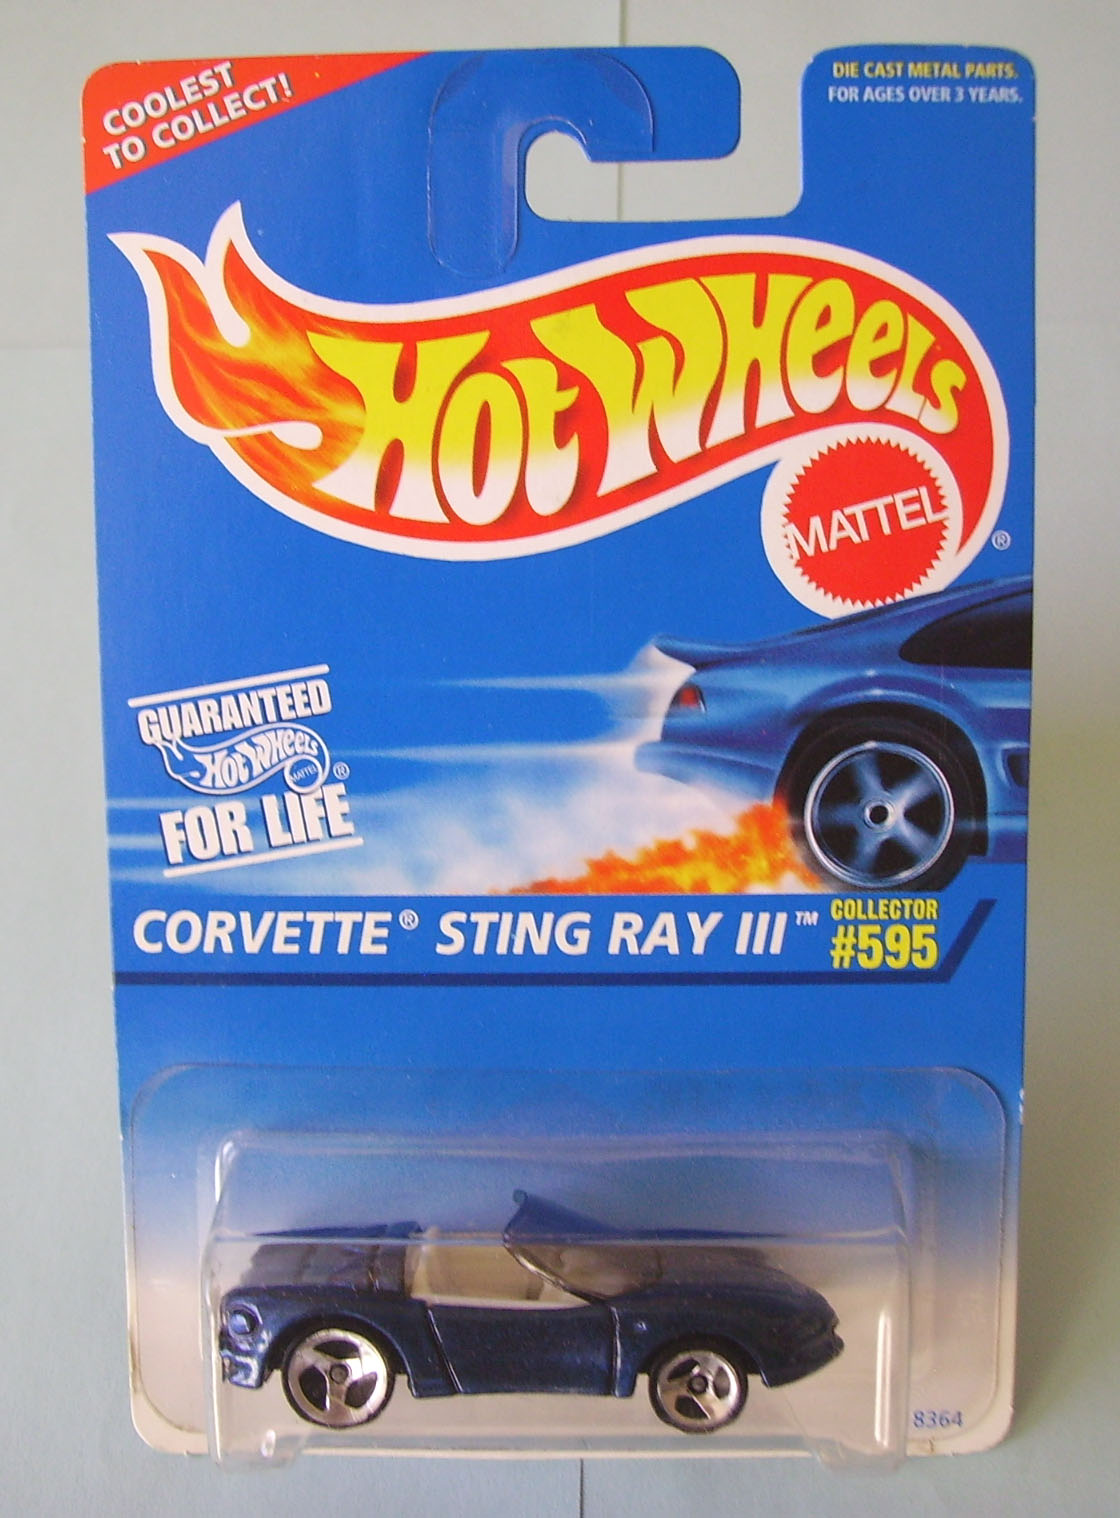 COOLEST
TO COLLECT!
DIE CAST METAL PARTS.
FOR AGES OVER 3 YEARS.
HOT WHEELS
MATTEL
®
GUARANTEED
HOT WHEELS
MATTEL ®
FOR LIFE
CORVETTE® STING RAY III™
COLLECTOR
#595
8364